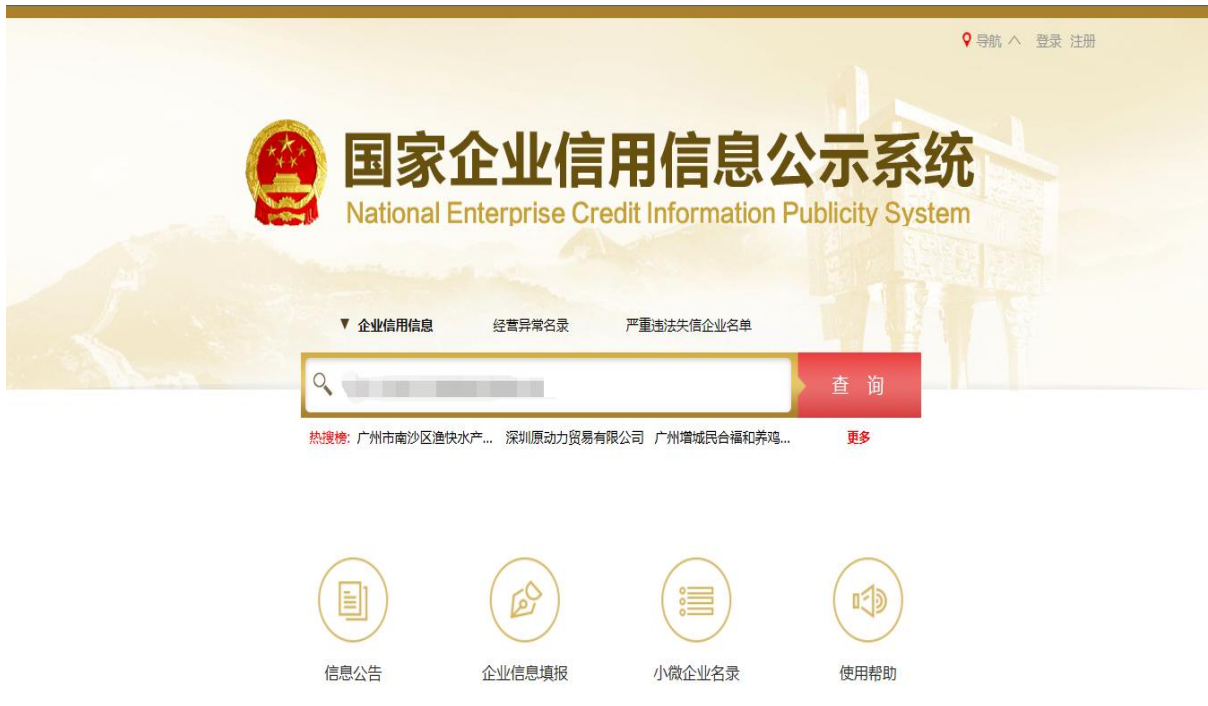 导航 登录 注册
国家企业信用信息公示系统
National Enterprise Credit Information Publicity System
企业信用信息 经营异常名录 严重违法失信企业名单
查 询
热搜榜: 广州市南沙区渔快水产... 深圳原动力贸易有限公司 广州增城民合福和养鸡... 更多
信息公告 企业信息填报 小微企业名录 使用帮助